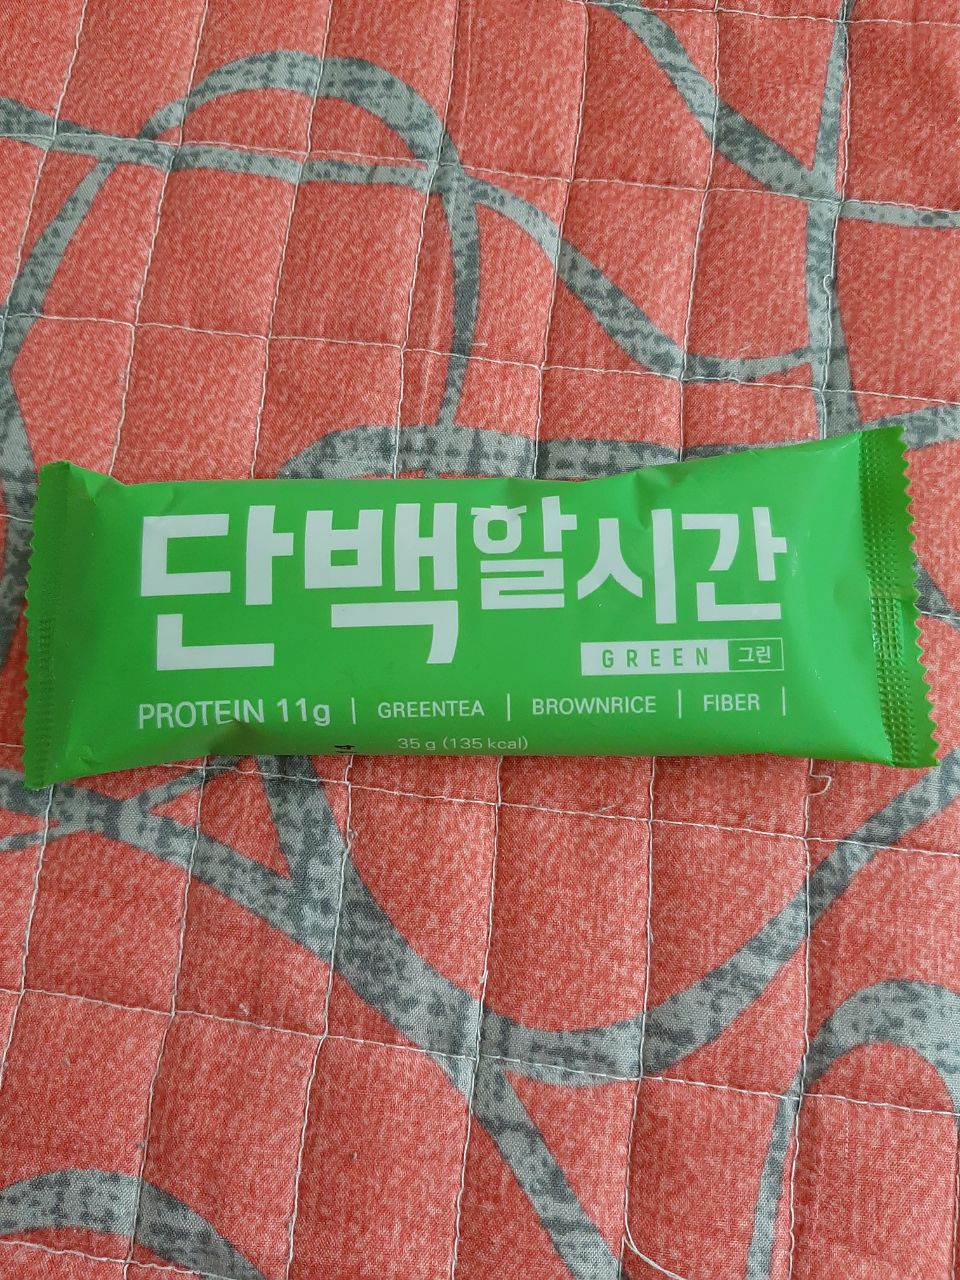 단백할시간
GREEN 그린
PROTEIN 11g | GREENTEA | BROWNRICE | FIBER |
35 g (135 kcal)